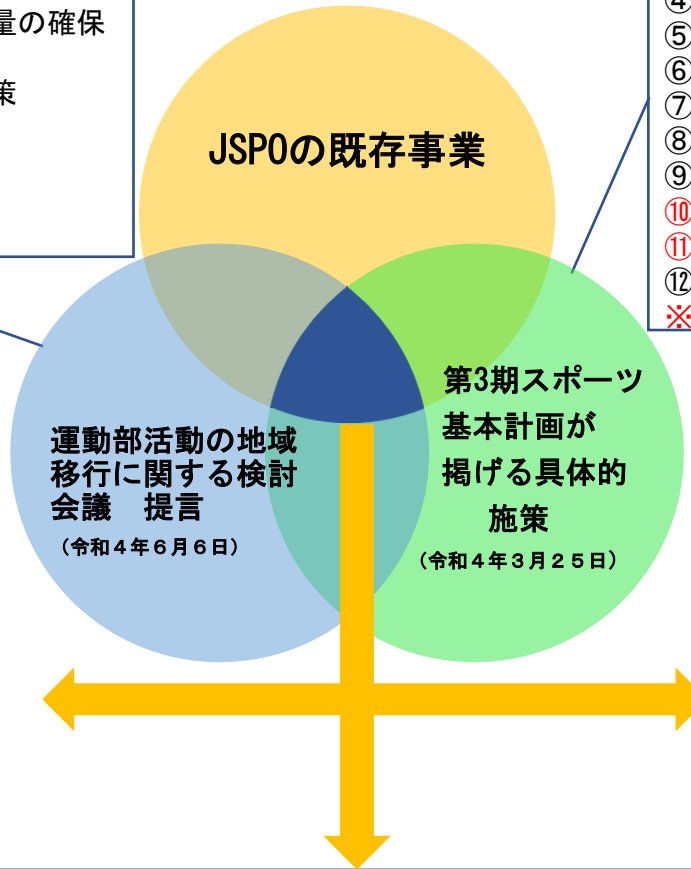 量の確保
策
④
⑤
⑥
⑦
⑧
⑨
⑩
⑪
⑫
※
JSPOの既存事業
運動部活動の地域
移行に関する検討
会議　提言
（令和４年６月６日）
第3期スポーツ
基本計画が
掲げる具体的
施策
（令和４年３月２５日）